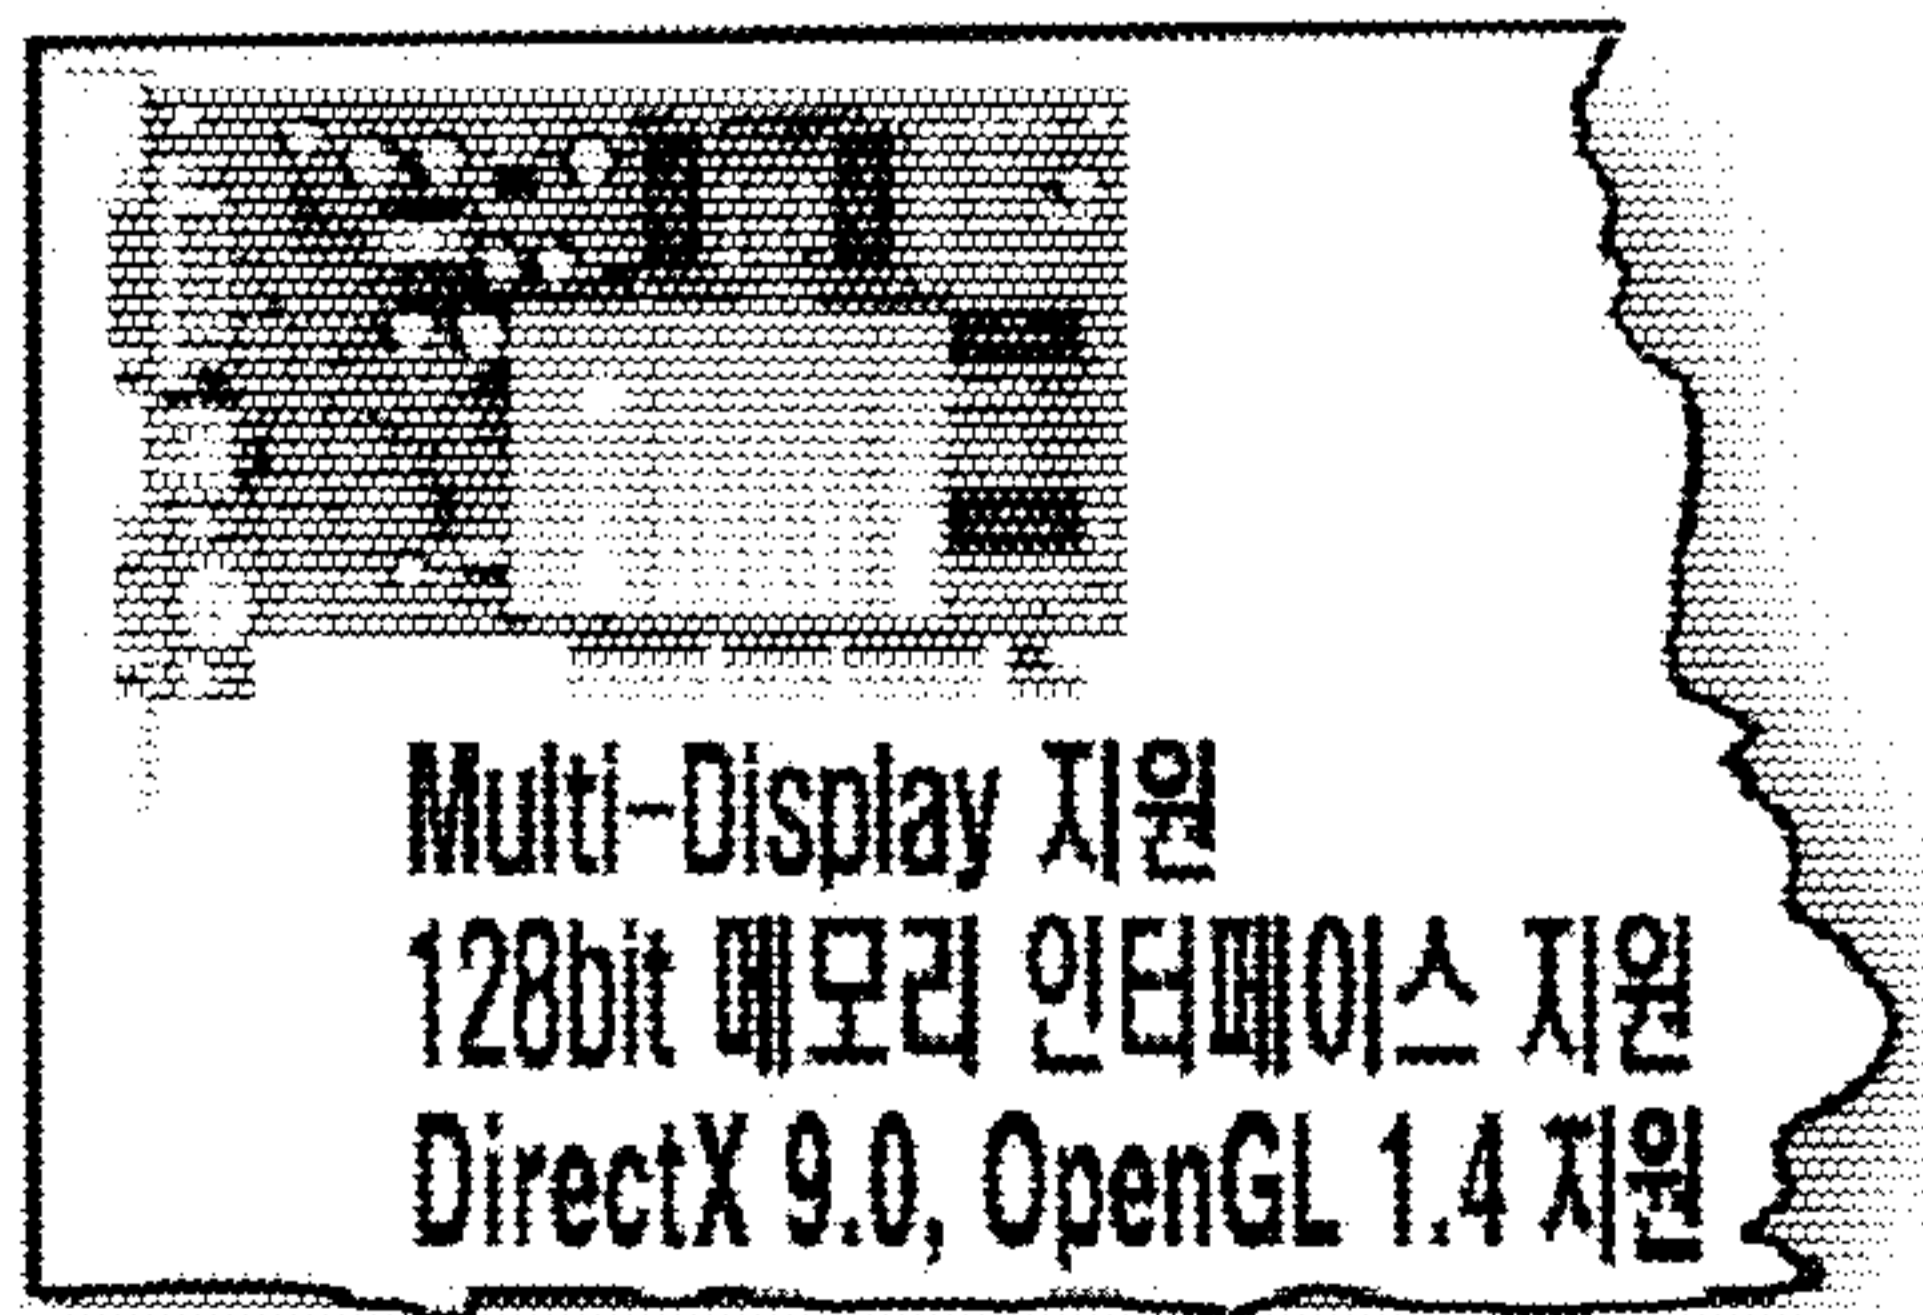 Multi-Display 지원
128bit 메모리 인터페이스 지원
DirectX 9.0, OpenGL 1.4 지원